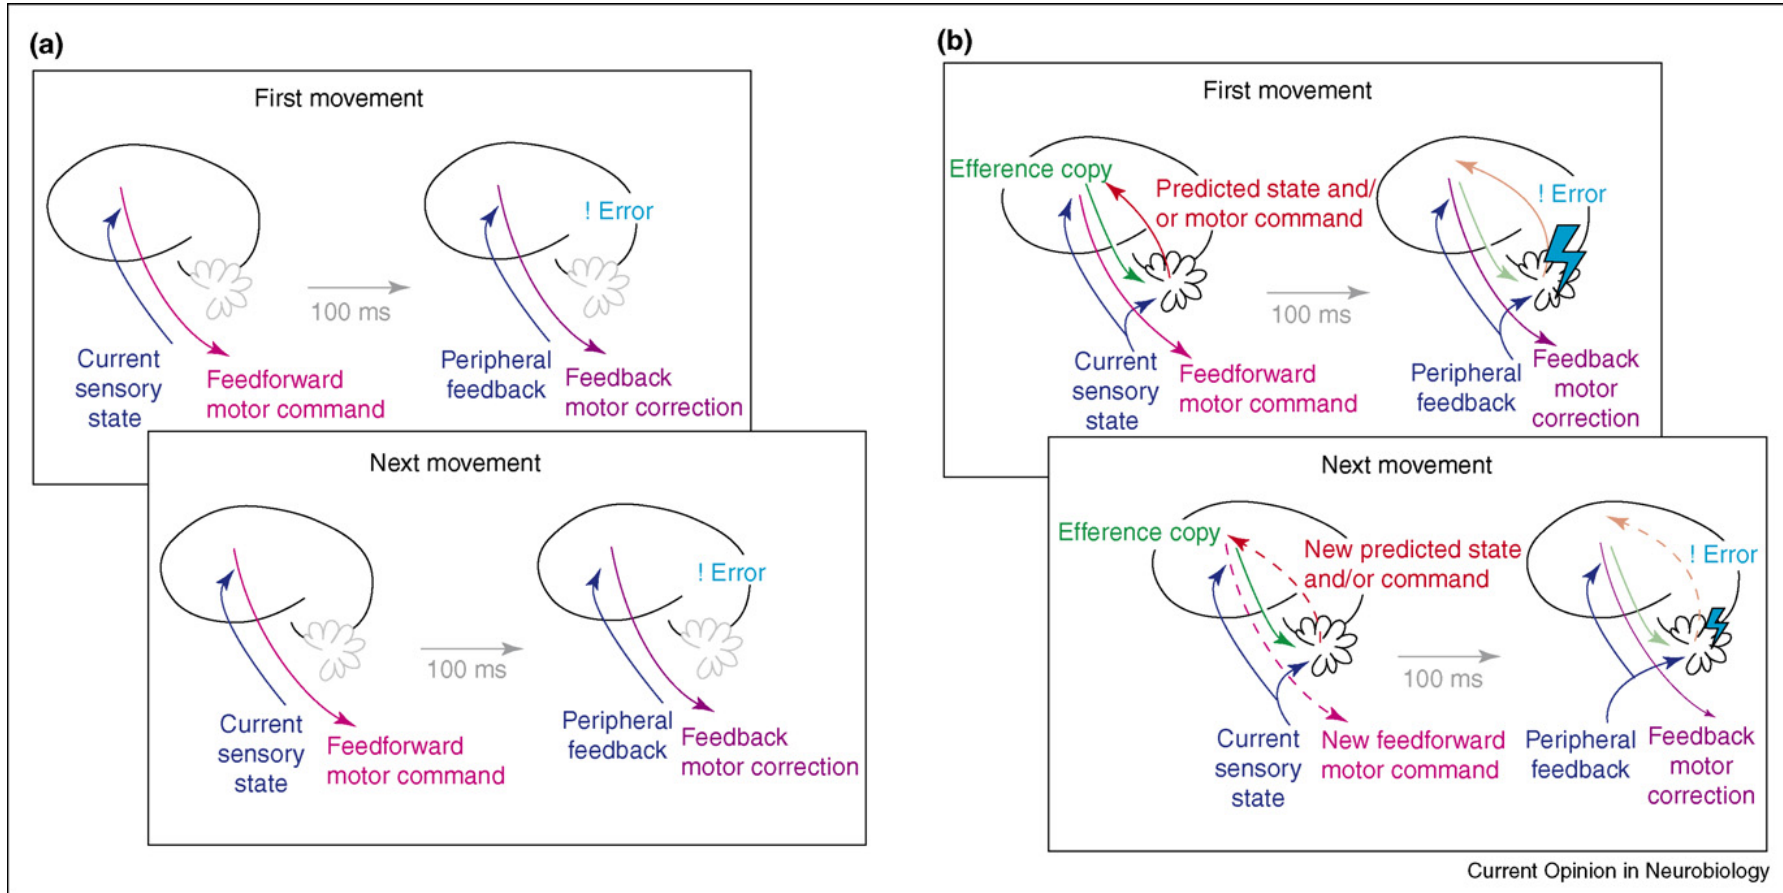 (a)
First movement
! Error
100 ms
Current
sensory
state
Feedforward
motor command
Peripheral
feedback
Feedback
motor correction
Next movement
! Error
100 ms
Current
sensory
state
Feedforward
motor command
Peripheral
feedback
Feedback
motor correction
(b)
First movement
Efference copy
Predicted state and/
or motor command
! Error
100 ms
Current
sensory
state
Feedforward
motor command
Peripheral
feedback
Feedback
motor
correction
Next movement
Efference copy
New predicted state
and/or command
! Error
100 ms
Current
sensory
state
New feedforward
motor command
Peripheral
feedback
Feedback
motor
correction
Current Opinion in Neurobiology